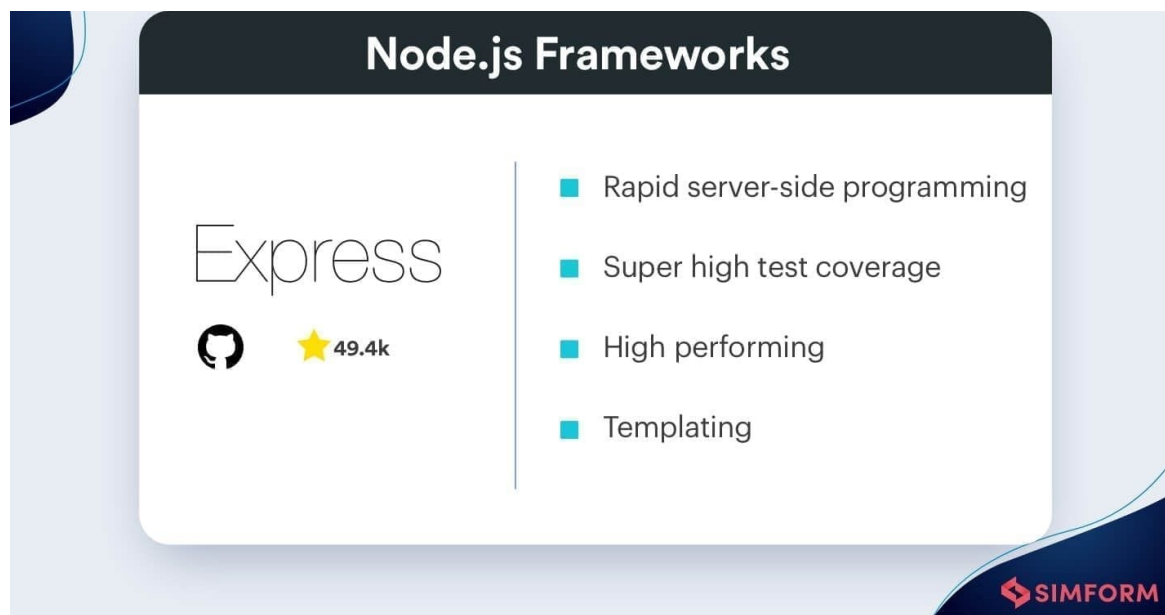 Node.js Frameworks
Express
49.4k
Rapid server-side programming
Super high test coverage
High performing
Templating
SIMFORM